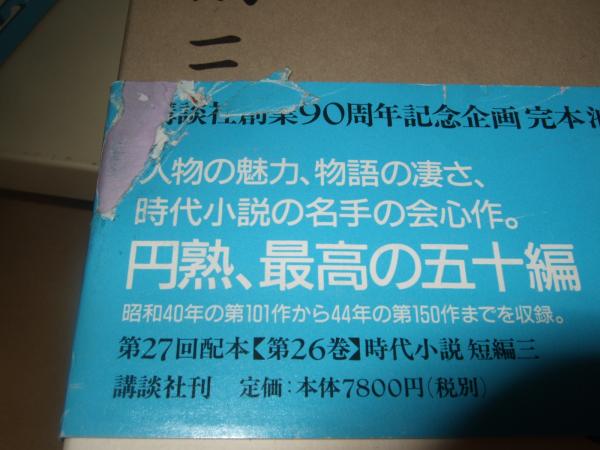 三
講談社創業90周年記念企画 完本池
人物の魅力、物語の凄さ、
時代小説の名手の会心作。
円熟、最高の五十編
昭和40年の第101作から44年の第150作までを収録。
第27回配本【第26巻】時代小説 短編三
講談社刊 定価：本体7800円（税別）